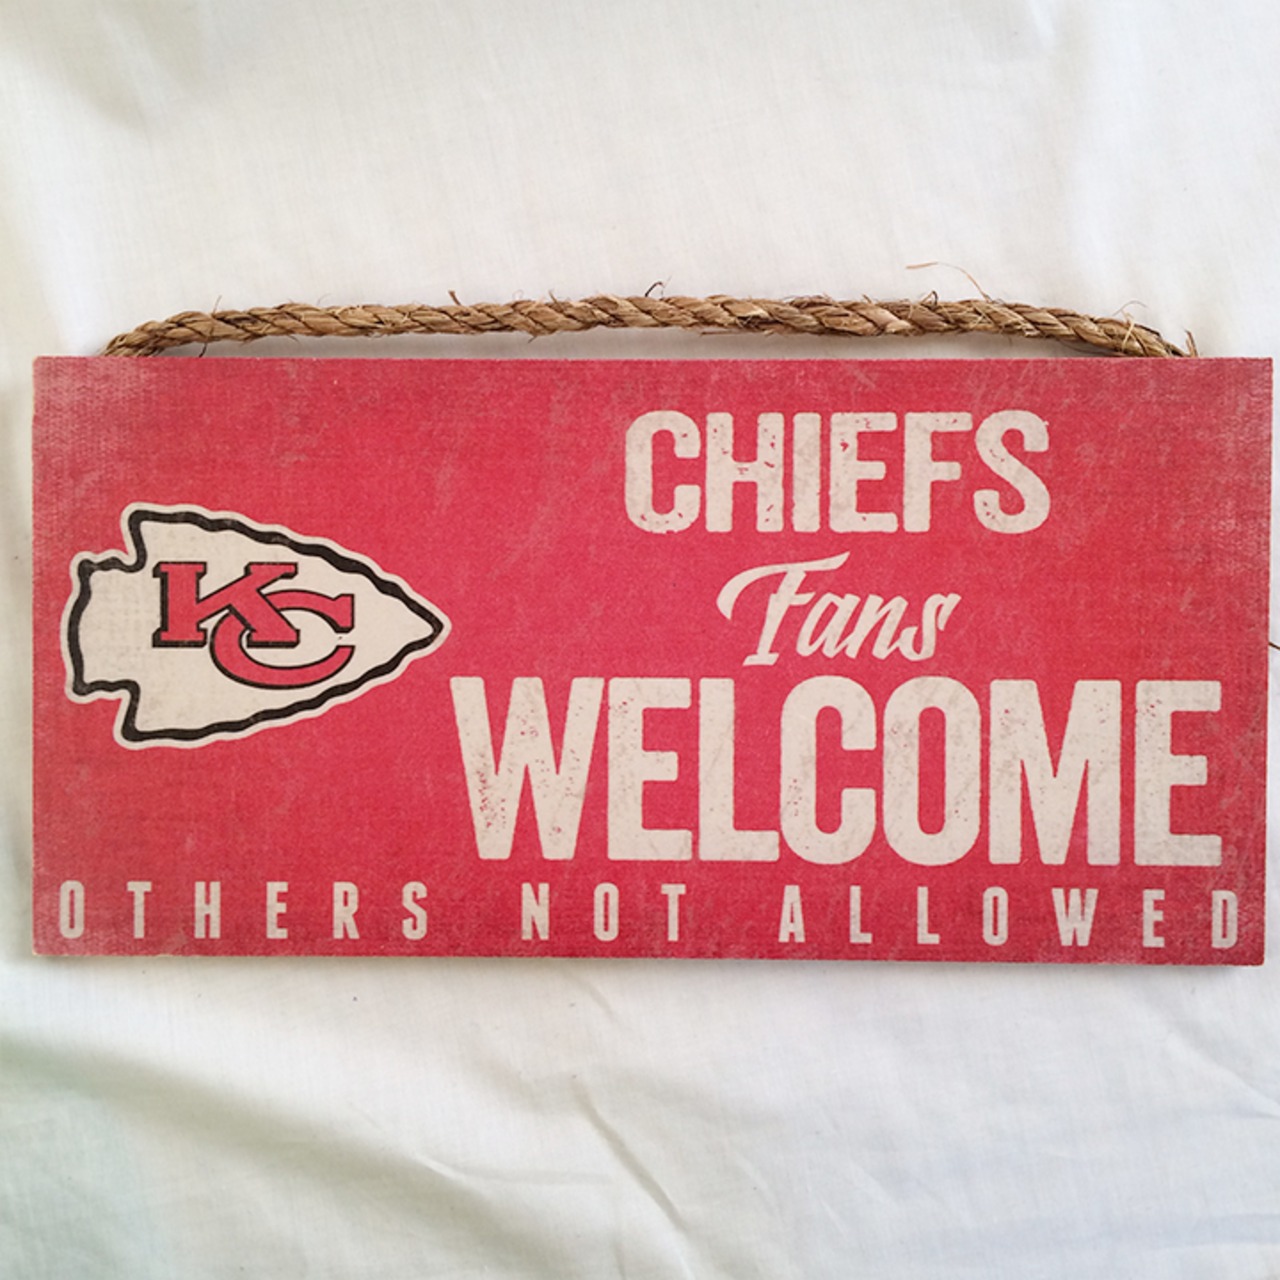 KC
CHIEFS
Fans
WELCOME
OTHERS NOT ALLOWED